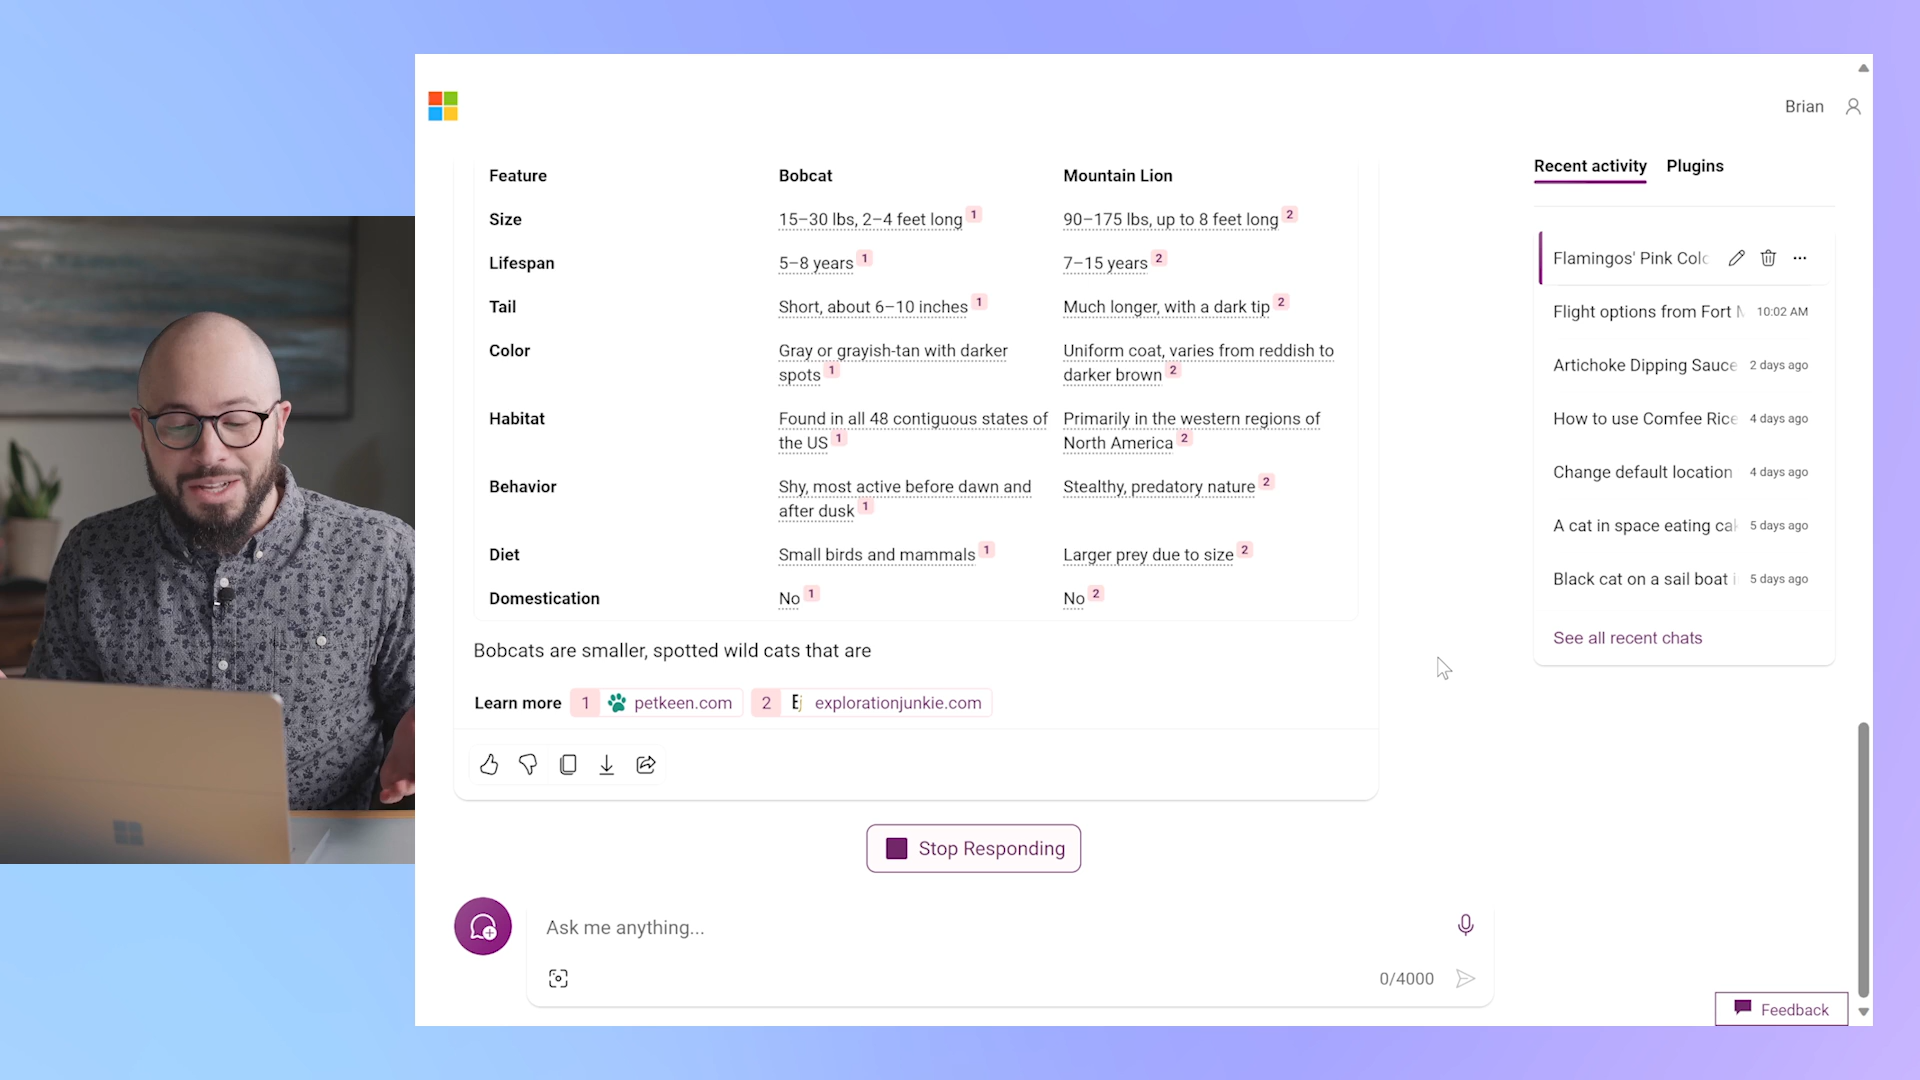 Brian
Recent activity Plugins
Feature Bobcat Mountain Lion
Size 15–30 lbs, 2–4 feet long 1 90–175 lbs, up to 8 feet long 2
Lifespan 5–8 years 1 7–15 years 2
Tail Short, about 6–10 inches 1 Much longer, with a dark tip 2
Color Gray or grayish-tan with darker spots 1 Uniform coat, varies from reddish to darker brown 2
Habitat Found in all 48 contiguous states of the US 1 Primarily in the western regions of North America 2
Behavior Shy, most active before dawn and after dusk 1 Stealthy, predatory nature 2
Diet Small birds and mammals 1 Larger prey due to size 2
Domestication No 1 No 2
Bobcats are smaller, spotted wild cats that are
Learn more 1 petkeen.com 2 Ej explorationjunkie.com
Stop Responding
Ask me anything...
0/4000
Flamingos' Pink Colo
Flight options from Fort 10:02 AM
Artichoke Dipping Sauce 2 days ago
How to use Comfee Rice 4 days ago
Change default location 4 days ago
A cat in space eating cak 5 days ago
Black cat on a sail boat 5 days ago
See all recent chats
Feedback